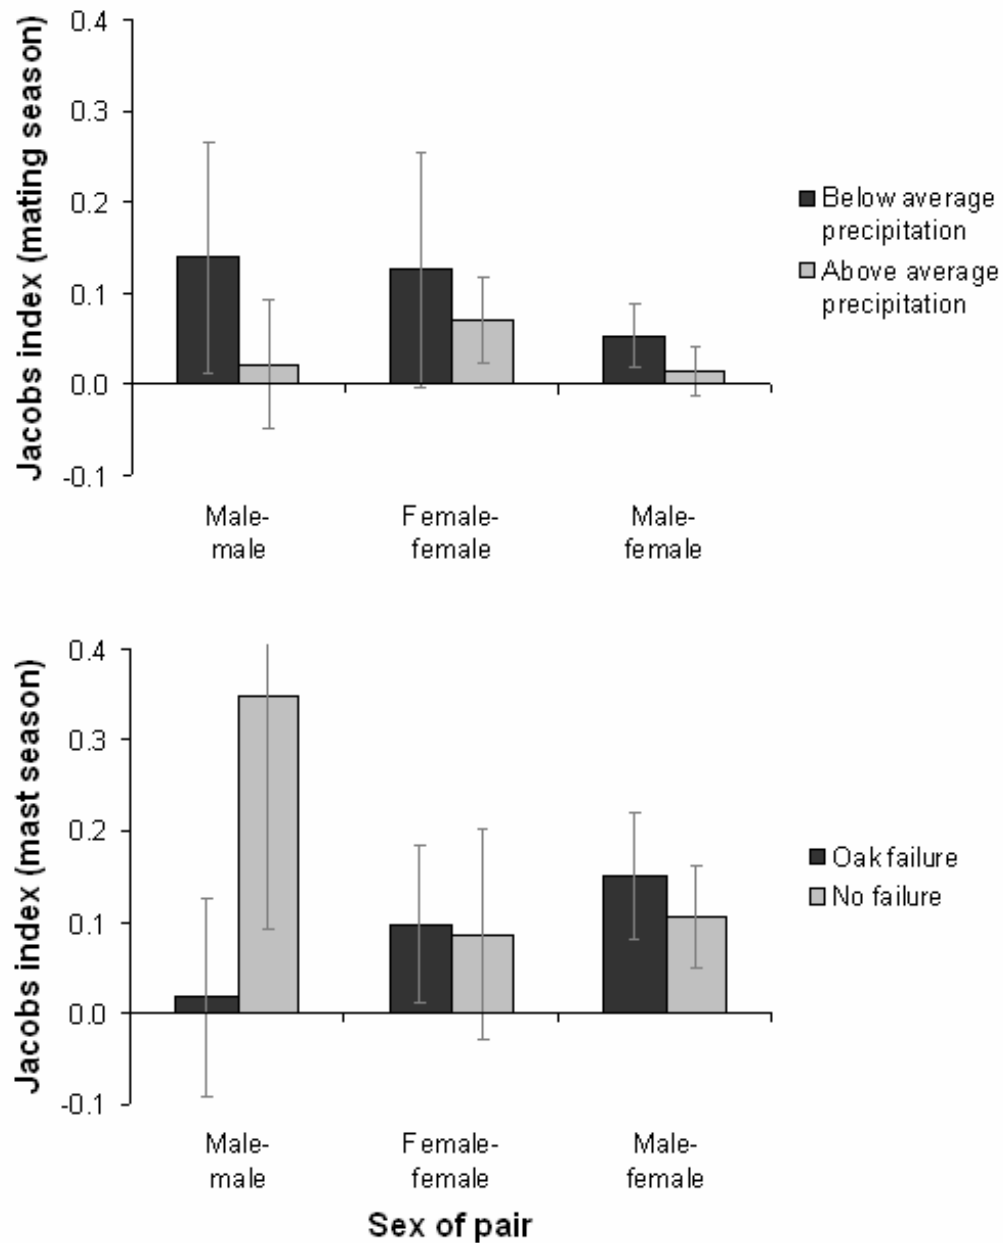 Jacobs index (mating season)
0.4
0.3
0.2
0.1
0.0
-0.1
Male-
male
Female-
female
Male-
female
Below average
precipitation
Above average
precipitation
Jacobs index (mast season)
0.4
0.3
0.2
0.1
0.0
-0.1
Male-
male
Female-
female
Male-
female
Oak failure
No failure
Sex of pair